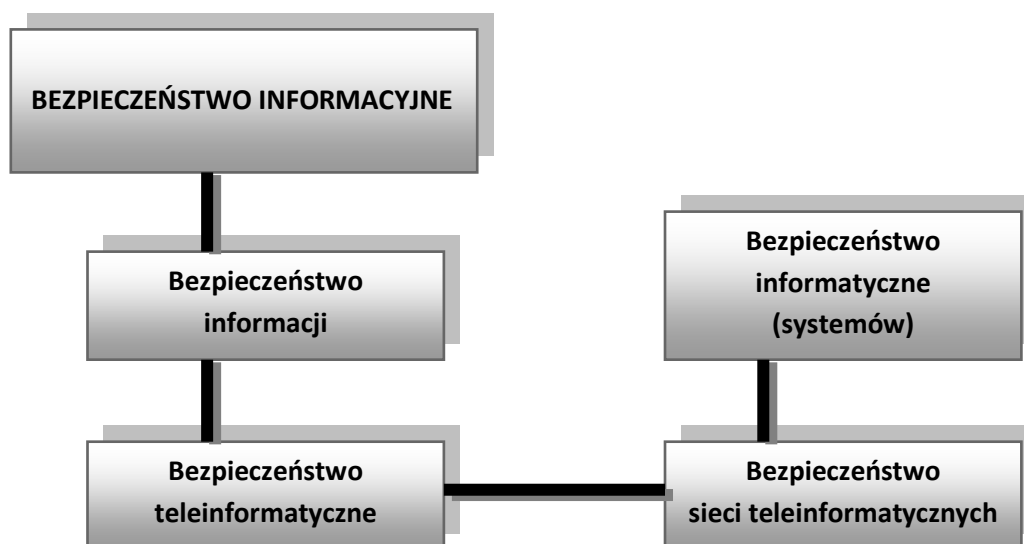 BEZPIECZEŃSTWO INFORMACYJNE
Bezpieczeństwo
informacji
Bezpieczeństwo
informatyczne
(systemów)
Bezpieczeństwo
teleinformatyczne
Bezpieczeństwo
sieci teleinformatycznych